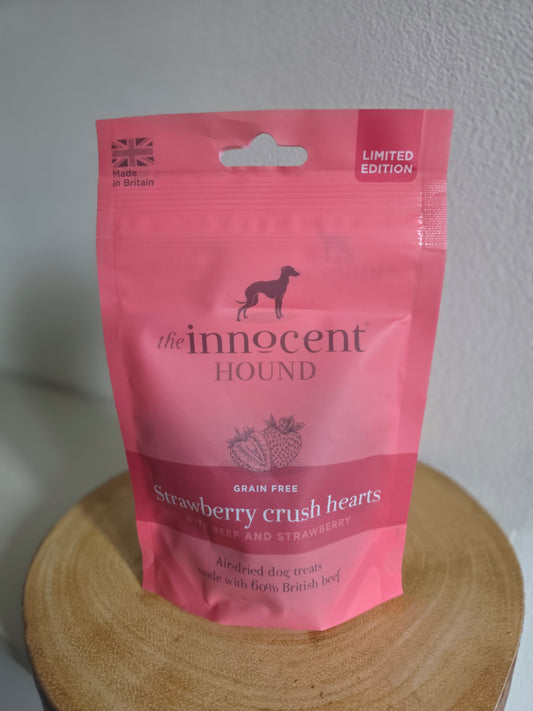 Made
in Britain
LIMITED
EDITION
the innocent®
HOUND
GRAIN FREE
Strawberry crush hearts
WITH BEEF AND STRAWBERRY
Air-dried dog treats
made with 60% British beef